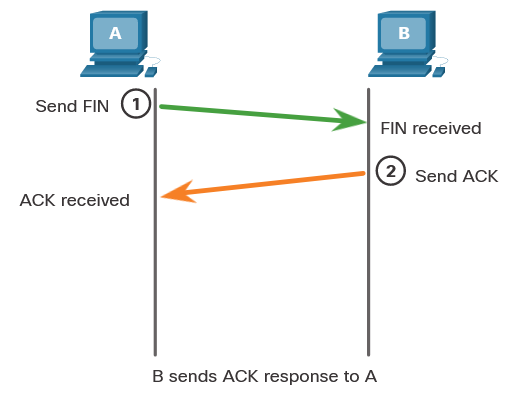 A
B
Send FIN 1
FIN received
2 Send ACK
ACK received
B sends ACK response to A